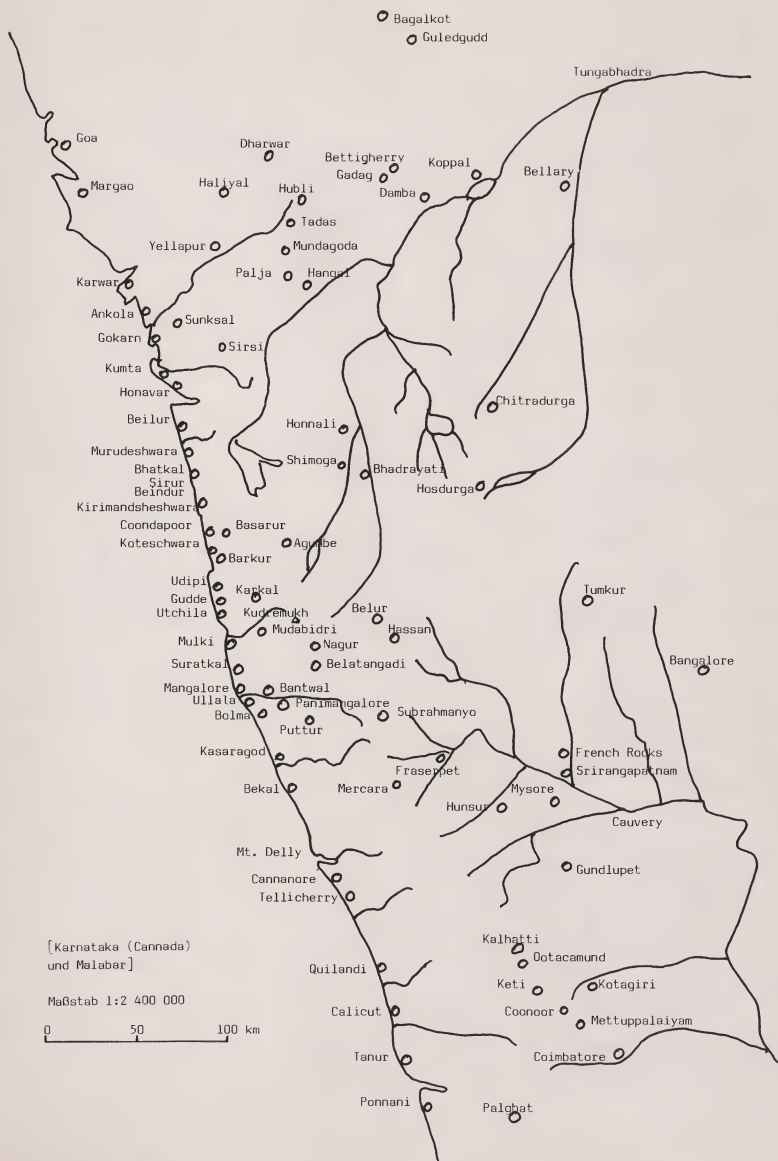 Bagalkot
Guledgudd
Tungabhadra
Goa
Dharwar
Bettigherry
Koppal
Gadag
Bellary
Margao
Haliyal
Hubli
Damba
Tadas
Yellapur
Mundagoda
Palja
Hangal
Karwar
Ankola
Sunksal
Gokarn
Sirsi
Kumta
Honavar
Chitradurga
Beilur
Honnali
Murudeshwara
Shimoga
Bhatkal
Bhadrayati
Sirur
Beindur
Hosdurga
Kirimandsheshwara
Coondapoor
Basarur
Koteschwara
Agumbe
Barkur
Udipi
Karkal
Tumkur
Gudde
Belur
Utchila
Kudremukh
Mudabidri
Hassan
Mulki
Nagur
Bangalore
Suratkal
Belatangadi
Mangalore
Bantwal
Ullala
Panimangalore
Bolma
Subrahmanyo
Puttur
Kasaragod
French Rocks
Fraserpet
Srirangapatnam
Bekal
Mercara
Mysore
Hunsur
Cauvery
Mt. Delly
Cannanore
Gundlupet
Tellicherry
Kalhatti
[Karnataka (Cannada)
und Malabar]
Ootacamund
Quilandi
Keti
Kotagiri
Maßstab 1:2 400 000
Calicut
Coonoor
Mettuppalaiyam
0 50 100 km
Tanur
Coimbatore
Ponnani
Palghat